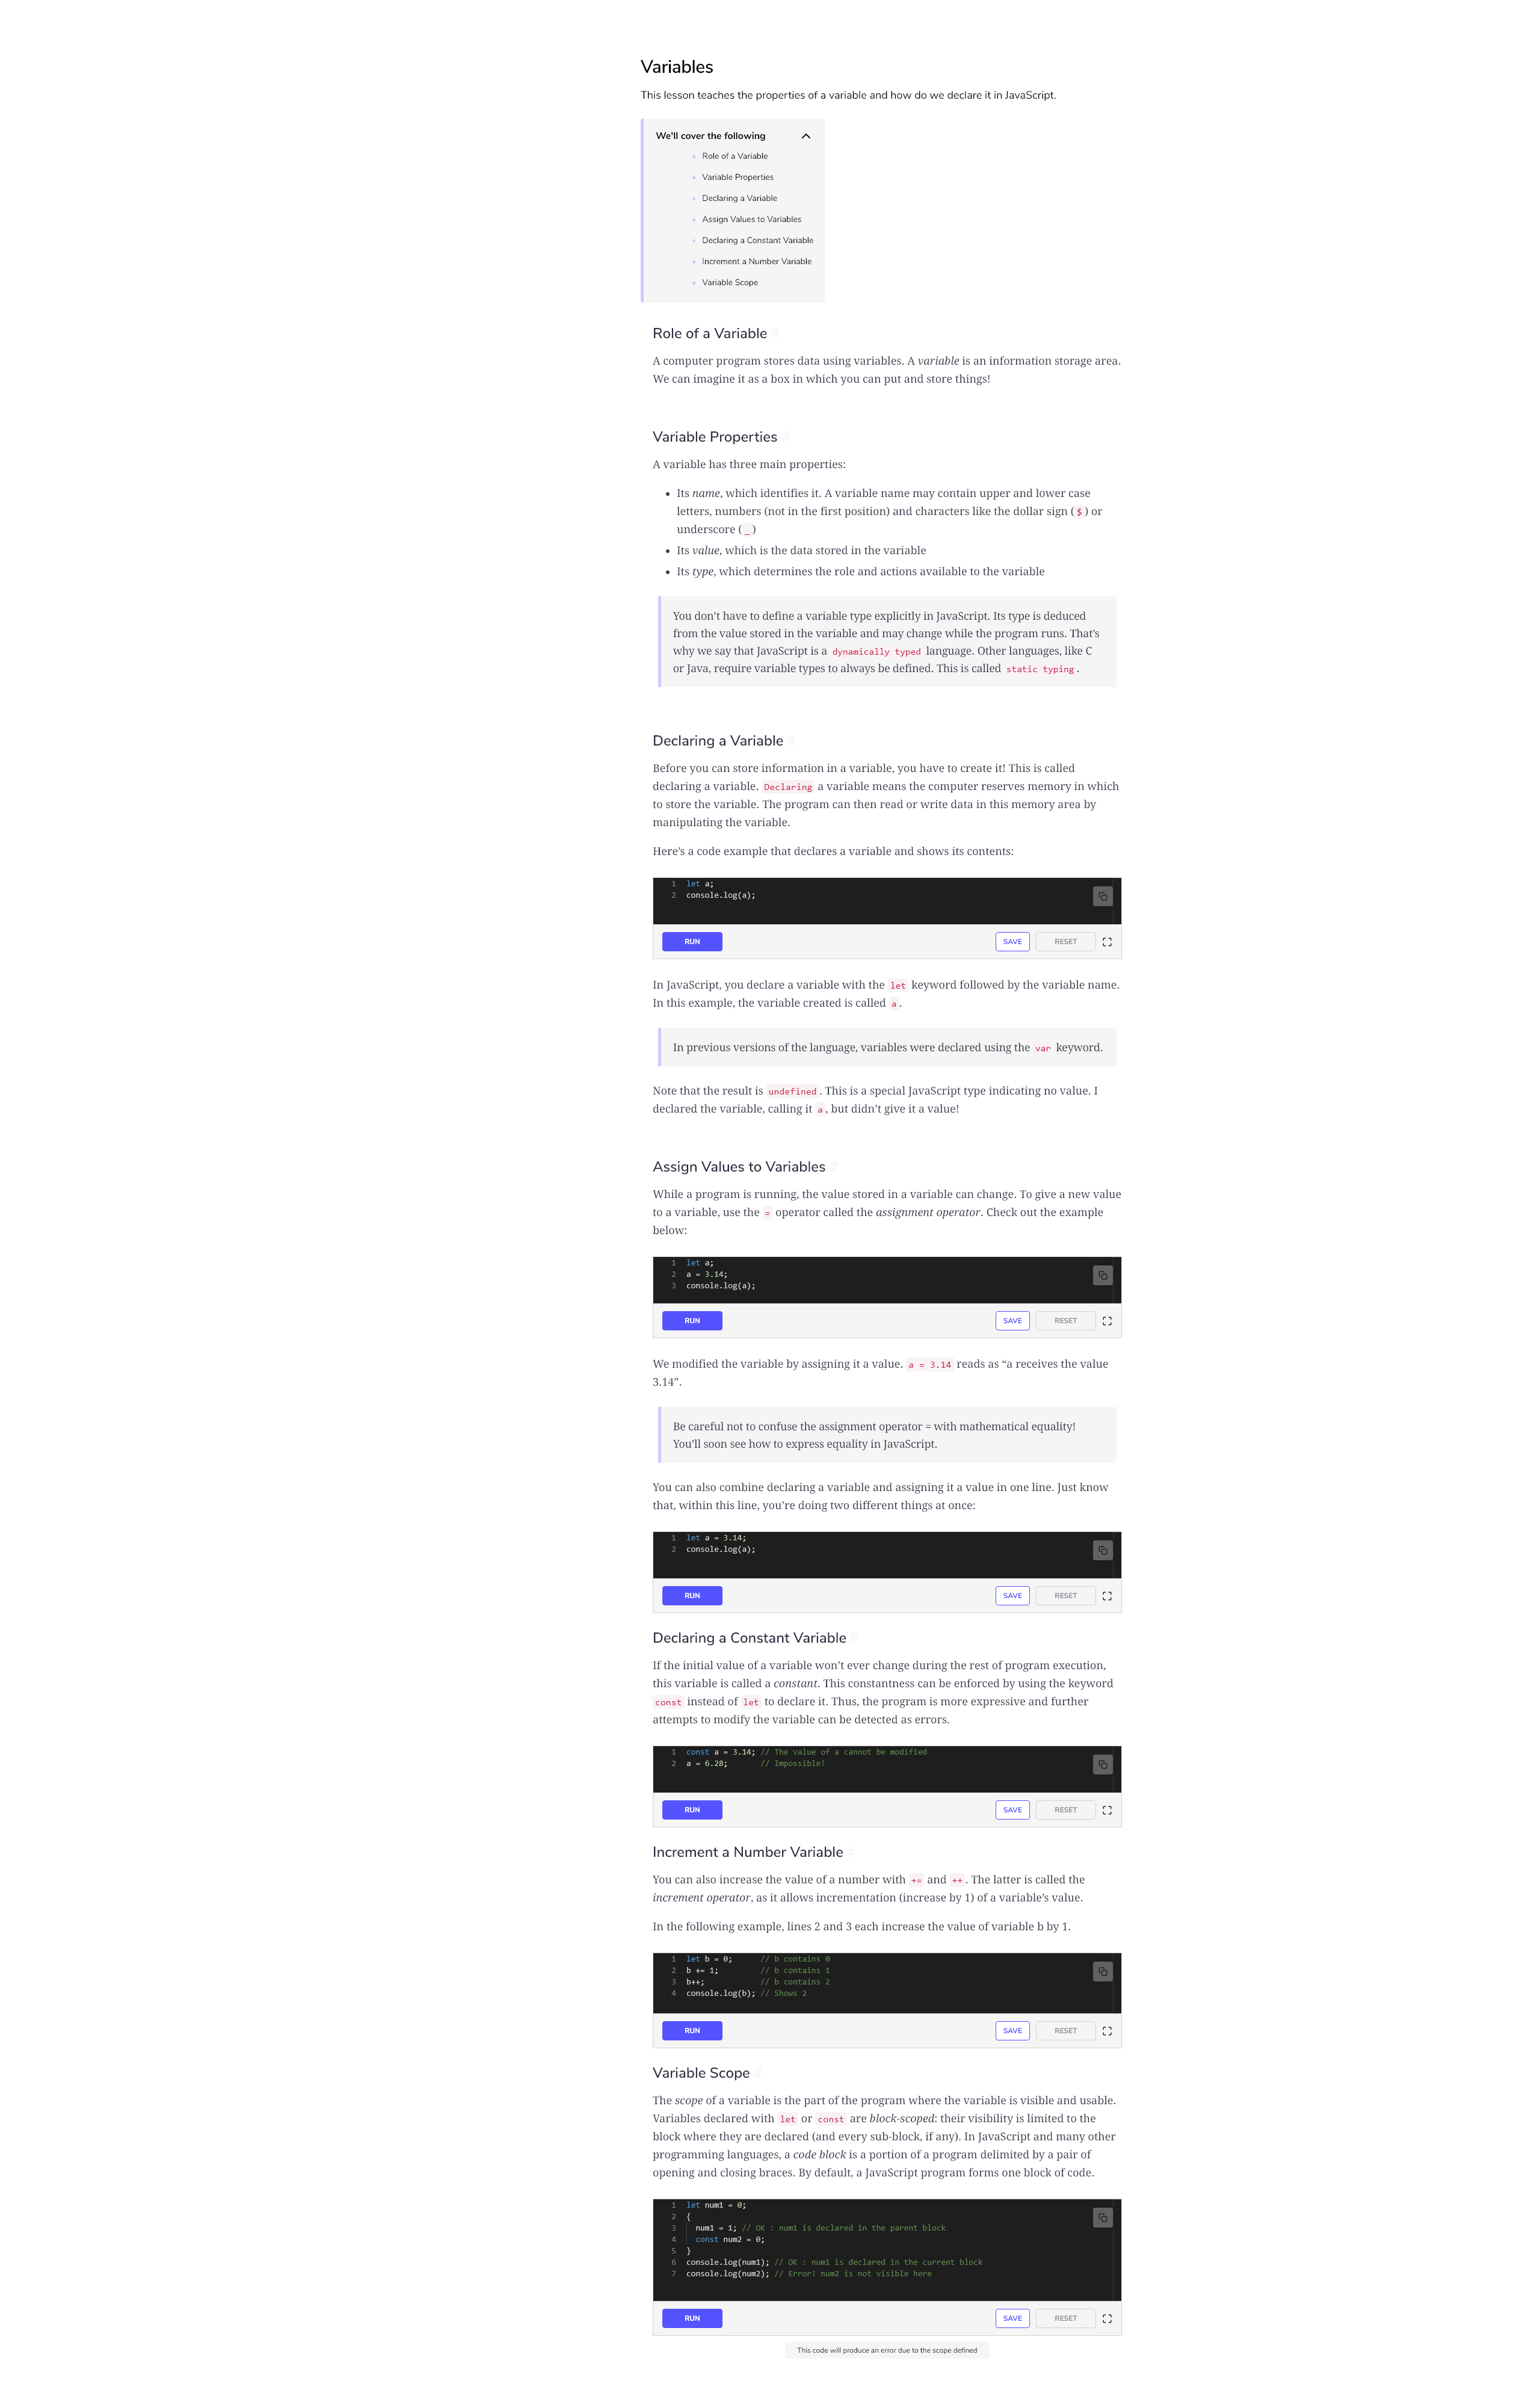 Variables
This lesson teaches the properties of a variable and how do we declare it in JavaScript.
We'll cover the following
Role of a Variable
Variable Properties
Declaring a Variable
Assign Values to Variables
Declaring a Constant Variable
Increment a Number Variable
Variable Scope
Role of a Variable #
A computer program stores data using variables. A variable is an information storage area.
We can imagine it as a box in which you can put and store things!
Variable Properties #
A variable has three main properties:
Its name, which identifies it. A variable name may contain upper and lower case
letters, numbers (not in the first position) and characters like the dollar sign ( $ ) or
underscore ( _ )
Its value, which is the data stored in the variable
Its type, which determines the role and actions available to the variable
You don’t have to define a variable type explicitly in JavaScript. Its type is deduced
from the value stored in the variable and may change while the program runs. That’s
why we say that JavaScript is a dynamically typed language. Other languages, like C
or Java, require variable types to always be defined. This is called static typing .
Declaring a Variable #
Before you can store information in a variable, you have to create it! This is called
declaring a variable. Declaring a variable means the computer reserves memory in which
to store the variable. The program can then read or write data in this memory area by
manipulating the variable.
Here’s a code example that declares a variable and shows its contents:
1 let a;
2 console.log(a);
RUN SAVE RESET
In JavaScript, you declare a variable with the let keyword followed by the variable name.
In this example, the variable created is called a .
In previous versions of the language, variables were declared using the var keyword.
Note that the result is undefined . This is a special JavaScript type indicating no value. I
declared the variable, calling it a , but didn’t give it a value!
Assign Values to Variables #
While a program is running, the value stored in a variable can change. To give a new value
to a variable, use the = operator called the assignment operator. Check out the example
below:
1 let a;
2 a = 3.14;
3 console.log(a);
RUN SAVE RESET
We modified the variable by assigning it a value. a = 3.14 reads as “a receives the value
3.14”.
Be careful not to confuse the assignment operator = with mathematical equality!
You’ll soon see how to express equality in JavaScript.
You can also combine declaring a variable and assigning it a value in one line. Just know
that, within this line, you’re doing two different things at once:
1 let a = 3.14;
2 console.log(a);
RUN SAVE RESET
Declaring a Constant Variable #
If the initial value of a variable won’t ever change during the rest of program execution,
this variable is called a constant. This constantness can be enforced by using the keyword
const instead of let to declare it. Thus, the program is more expressive and further
attempts to modify the variable can be detected as errors.
1 const a = 3.14; // The value of a cannot be modified
2 a = 6.28; // Impossible!
RUN SAVE RESET
Increment a Number Variable #
You can also increase the value of a number with += and ++ . The latter is called the
increment operator, as it allows incrementation (increase by 1) of a variable’s value.
In the following example, lines 2 and 3 each increase the value of variable b by 1.
1 let b = 0; // b contains 0
2 b += 1; // b contains 1
3 b++; // b contains 2
4 console.log(b); // Shows 2
RUN SAVE RESET
Variable Scope #
The scope of a variable is the part of the program where the variable is visible and usable.
Variables declared with let or const are block-scoped: their visibility is limited to the
block where they are declared (and every sub-block, if any). In JavaScript and many other
programming languages, a code block is a portion of a program delimited by a pair of
opening and closing braces. By default, a JavaScript program forms one block of code.
1 let num1 = 0;
2 {
3 num1 = 1; // OK : num1 is declared in the parent block
4 const num2 = 0;
5 }
6 console.log(num1); // OK : num1 is declared in the current block
7 console.log(num2); // Error! num2 is not visible here
RUN SAVE RESET
This code will produce an error due to the scope defined